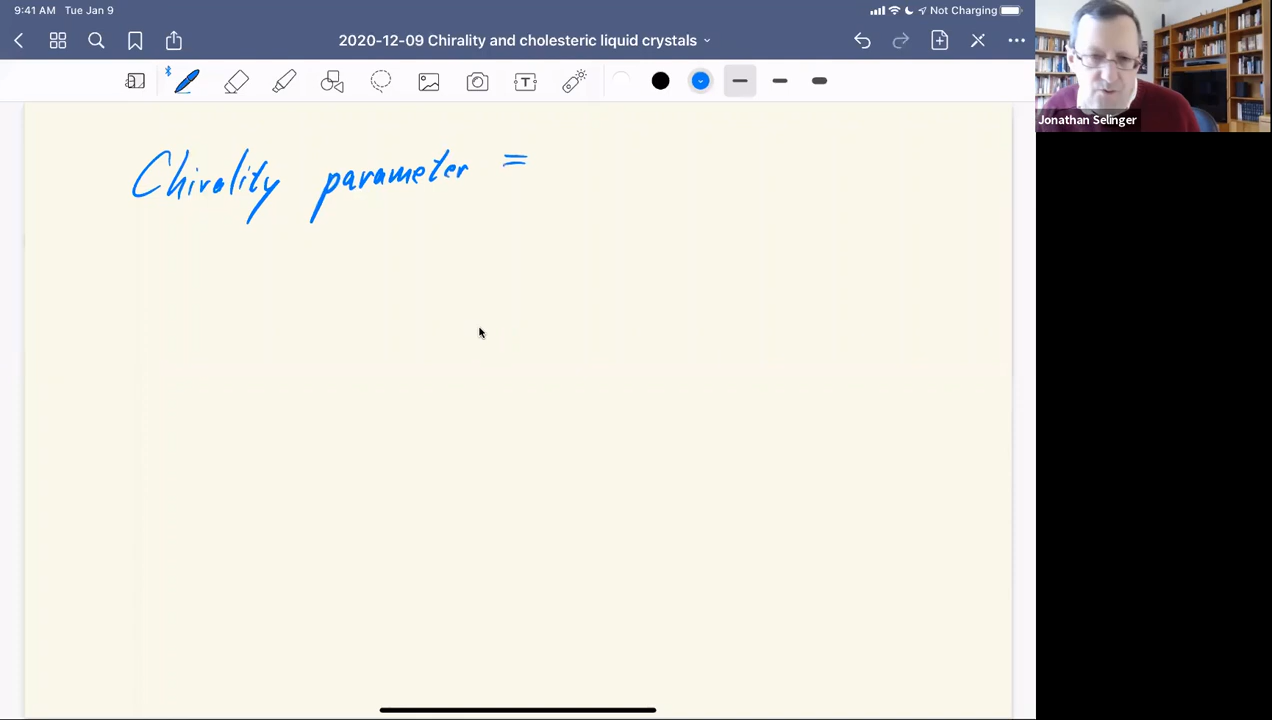 9:41 AM Tue Jan 9
Not Charging
2020-12-09 Chirality and cholesteric liquid crystals
Jonathan Selinger
Chirality parameter =